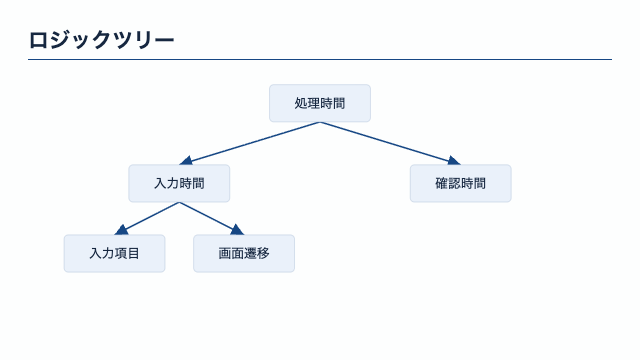 ロジックツリー
処理時間
入力時間
確認時間
入力項目
画面遷移